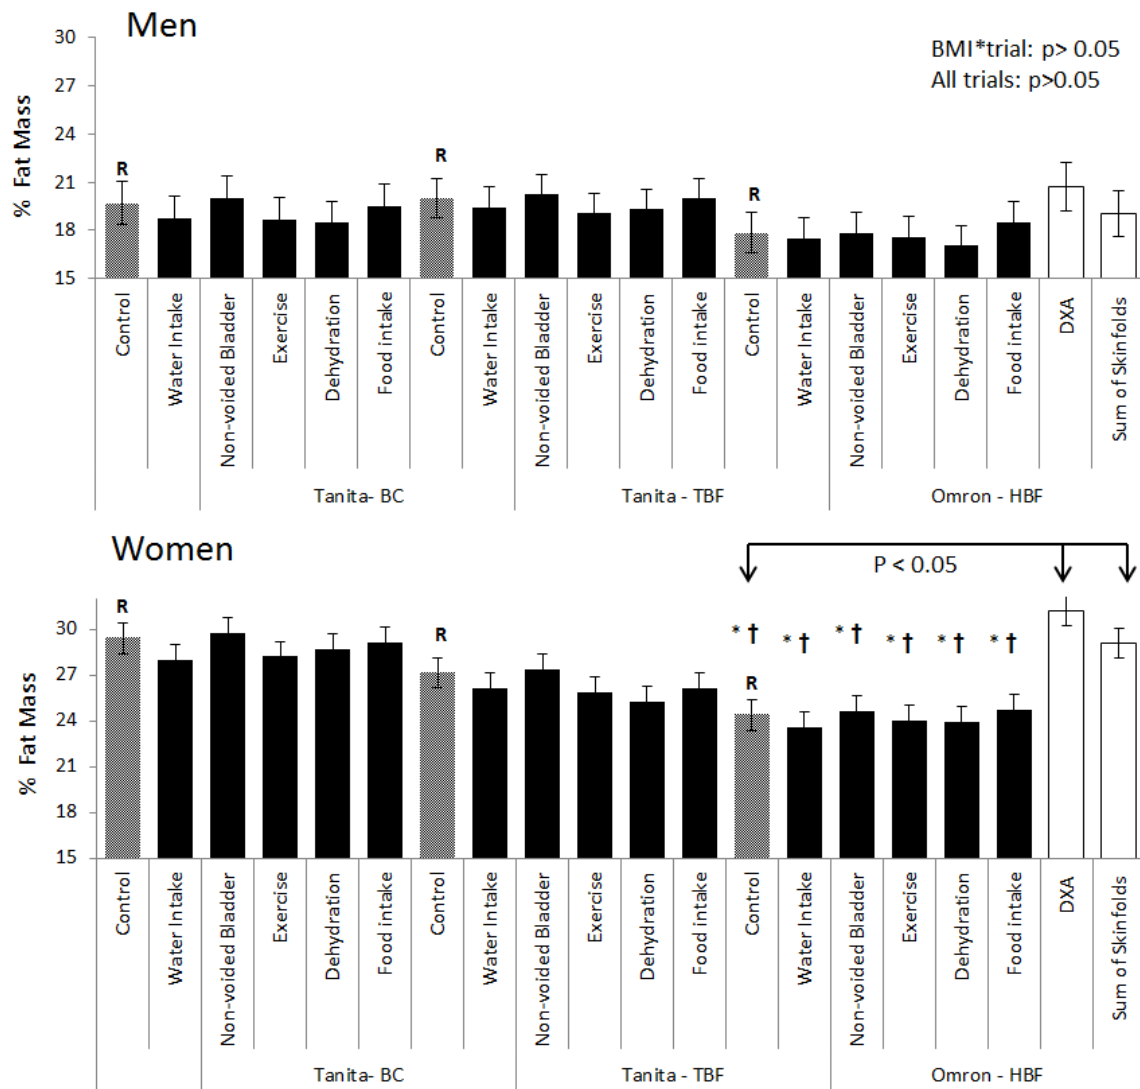 Men
BMI*trial: p> 0.05
All trials: p>0.05
% Fat Mass
30
27
24
21
18
15
R
R
R
Control
Water Intake
Non-voided Bladder
Exercise
Dehydration
Food intake
Control
Water Intake
Non-voided Bladder
Exercise
Dehydration
Food intake
Control
Water Intake
Non-voided Bladder
Exercise
Dehydration
Food intake
DXA
Sum of Skinfolds
Tanita- BC
Tanita - TBF
Omron - HBF
Women
P < 0.05
% Fat Mass
30
27
24
21
18
15
R
R
* †
* †
* †
* †
* †
* †
R
Control
Water Intake
Non-voided Bladder
Exercise
Dehydration
Food intake
Control
Water Intake
Non-voided Bladder
Exercise
Dehydration
Food intake
Control
Water Intake
Non-voided Bladder
Exercise
Dehydration
Food intake
DXA
Sum of Skinfolds
Tanita- BC
Tanita - TBF
Omron - HBF